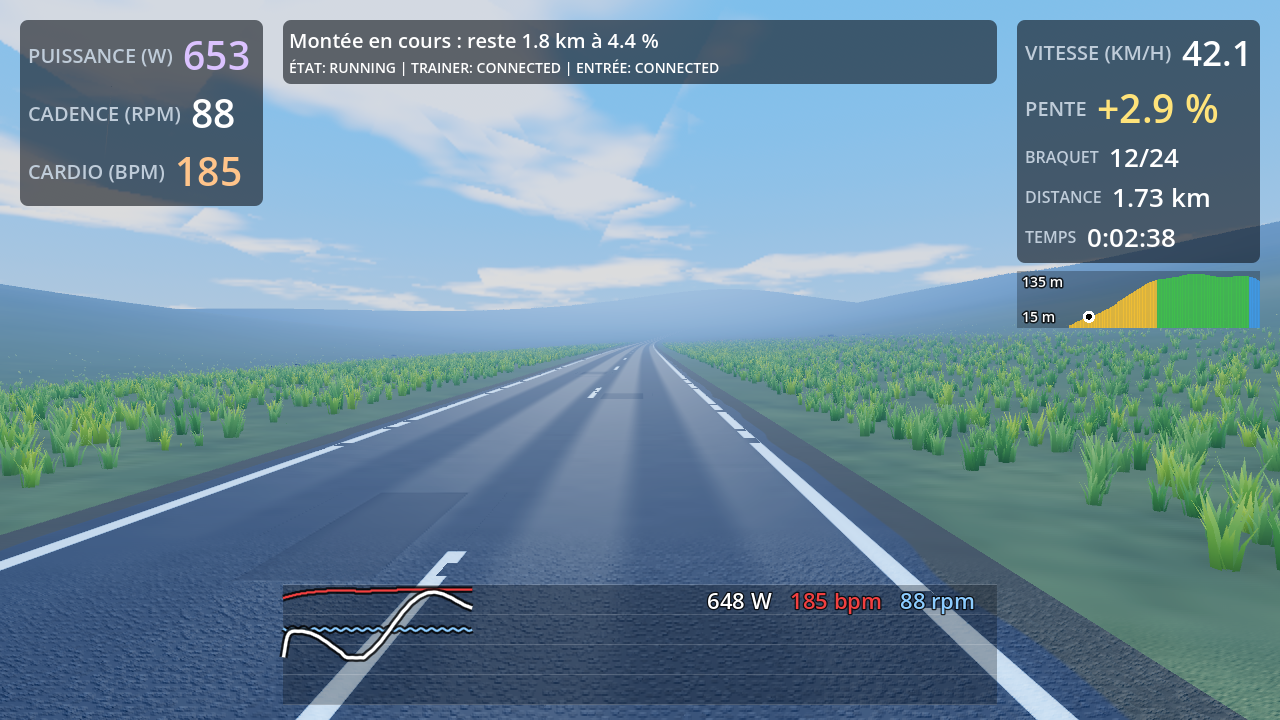 PUISSANCE (W) 653
CADENCE (RPM) 88
CARDIO (BPM) 185
Montée en cours : reste 1.8 km à 4.4 %
ÉTAT: RUNNING | TRAINER: CONNECTED | ENTRÉE: CONNECTED
VITESSE (KM/H) 42.1
PENTE +2.9 %
BRAQUET 12/24
DISTANCE 1.73 km
TEMPS 0:02:38
135 m
15 m
648 W 185 bpm 88 rpm